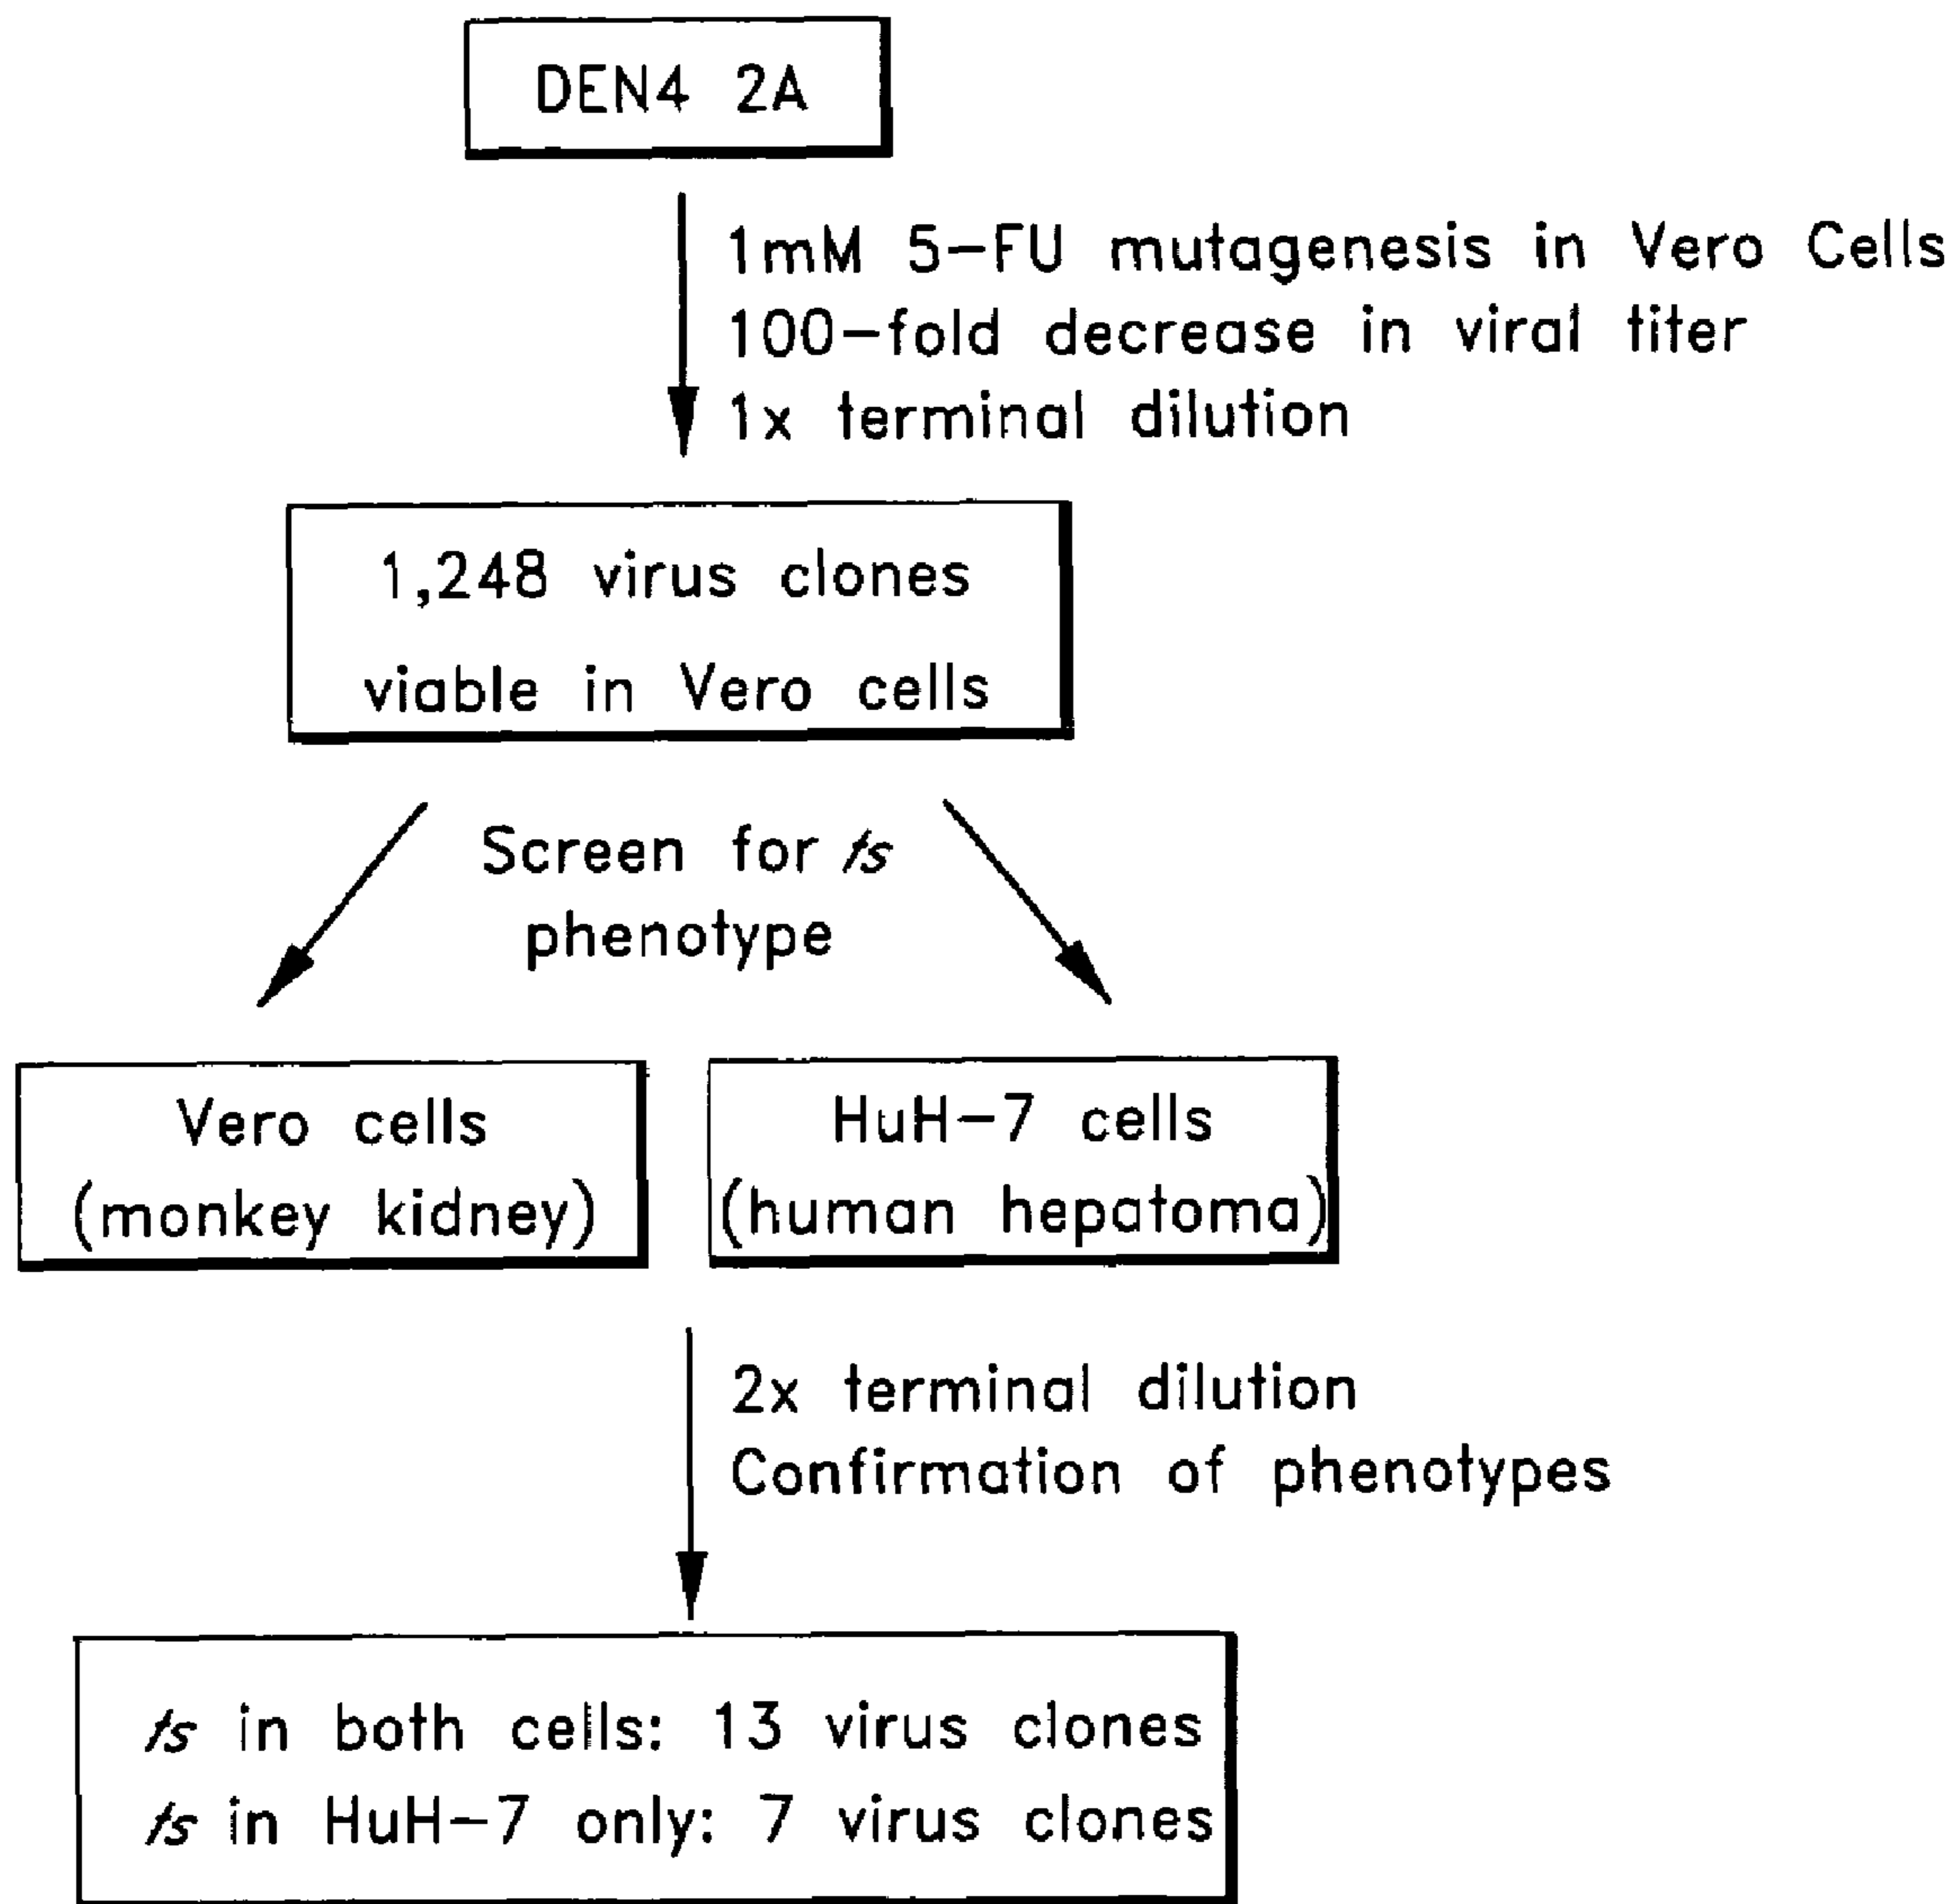 DEN4 2A
1mM 5-FU mutagenesis in Vero Cells
100-fold decrease in viral titer
1x terminal dilution
1,248 virus clones
viable in Vero cells
Screen for ts
phenotype
Vero cells
(monkey kidney)
HuH-7 cells
(human hepatoma)
2x terminal dilution
Confirmation of phenotypes
ts in both cells: 13 virus clones
ts in HuH-7 only: 7 virus clones